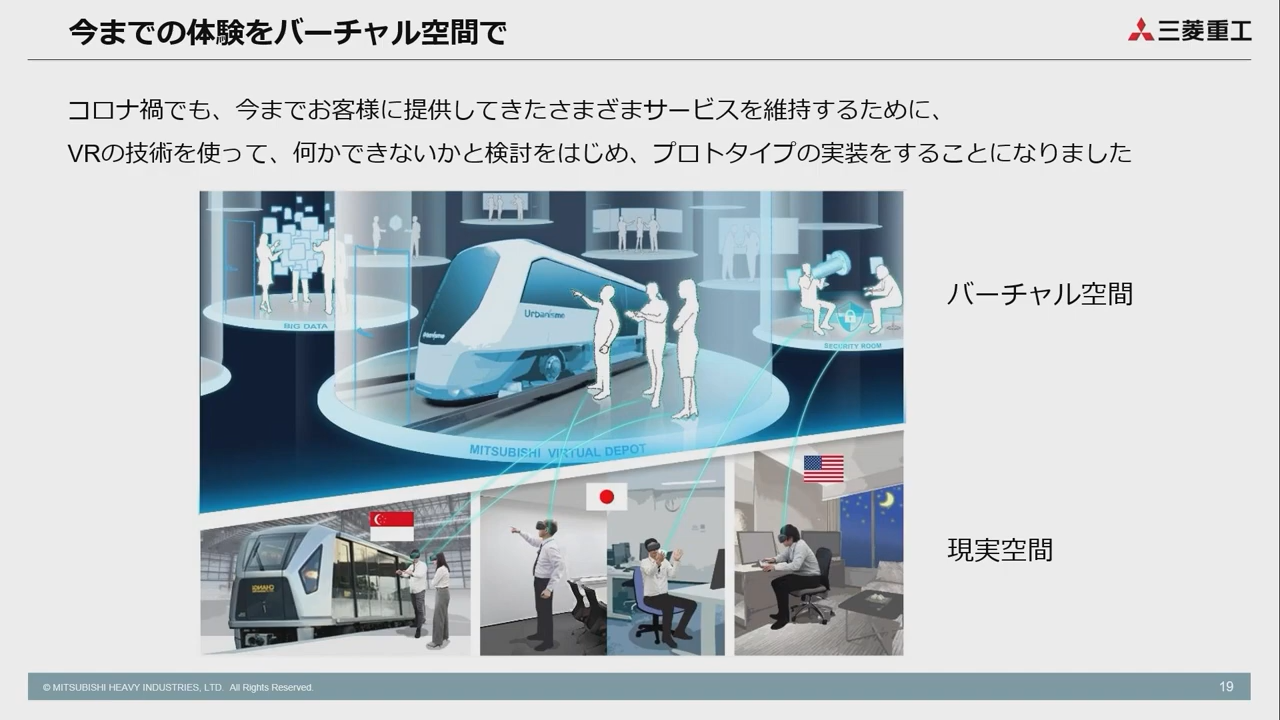 今までの体験をバーチャル空間で
三菱重工
コロナ禍でも、今までお客様に提供してきたさまざまサービスを維持するために、
VRの技術を使って、何かできないかと検討をはじめ、プロトタイプの実装をすることになりました
BIG DATA
Urbanismo
SECURITY ROOM
MITSUBISHI VIRTUAL DEPOT
バーチャル空間
現実空間
© MITSUBISHI HEAVY INDUSTRIES, LTD. All Rights Reserved.
19